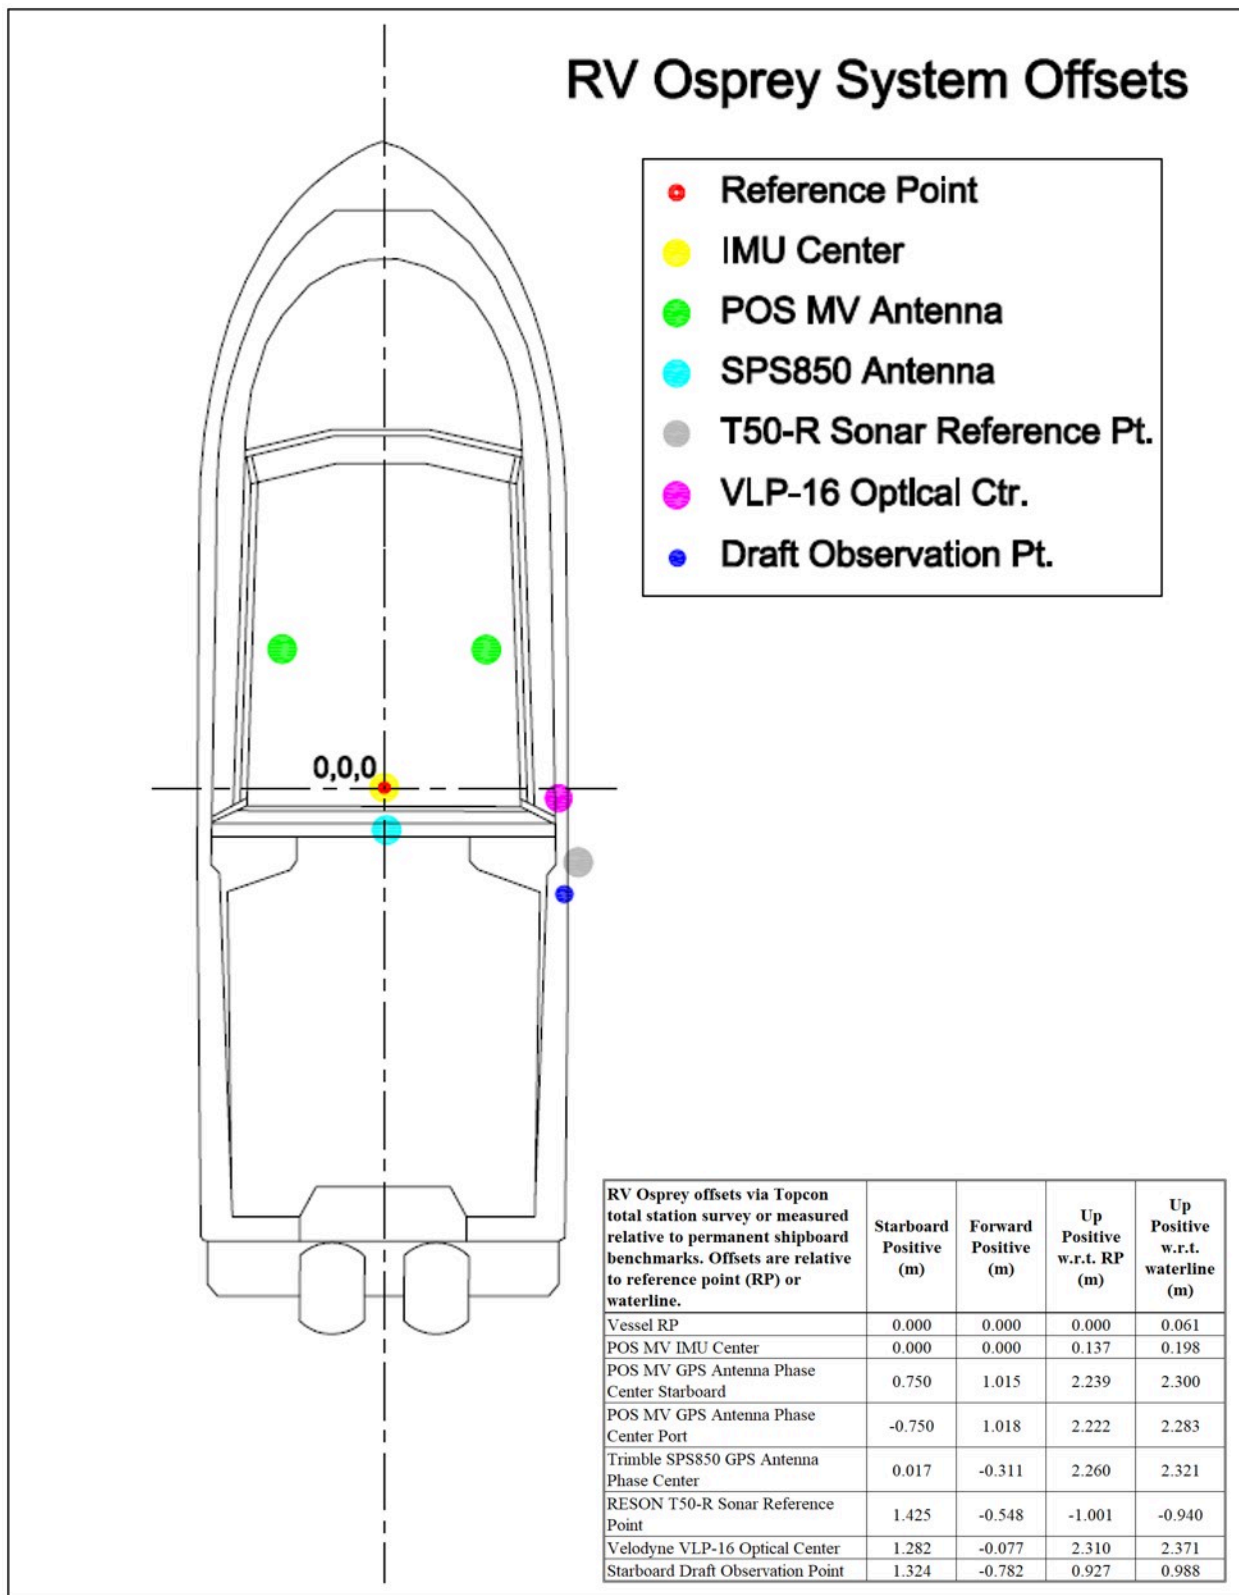 RV Osprey System Offsets
Reference Point
IMU Center
POS MV Antenna
SPS850 Antenna
T50-R Sonar Reference Pt.
VLP-16 Optical Ctr.
Draft Observation Pt.
0,0,0
RV Osprey offsets via Topcon
total station survey or measured
relative to permanent shipboard
benchmarks. Offsets are relative
to reference point (RP) or
waterline.
Starboard
Positive
(m)
Forward
Positive
(m)
Up
Positive
w.r.t. RP
(m)
Up
Positive
w.r.t.
waterline
(m)
Vessel RP 0.000 0.000 0.000 0.061
POS MV IMU Center 0.000 0.000 0.137 0.198
POS MV GPS Antenna Phase
Center Starboard 0.750 1.015 2.239 2.300
POS MV GPS Antenna Phase
Center Port -0.750 1.018 2.222 2.283
Trimble SPS850 GPS Antenna
Phase Center 0.017 -0.311 2.260 2.321
RESON T50-R Sonar Reference
Point 1.425 -0.548 -1.001 -0.940
Velodyne VLP-16 Optical Center 1.282 -0.077 2.310 2.371
Starboard Draft Observation Point 1.324 -0.782 0.927 0.988